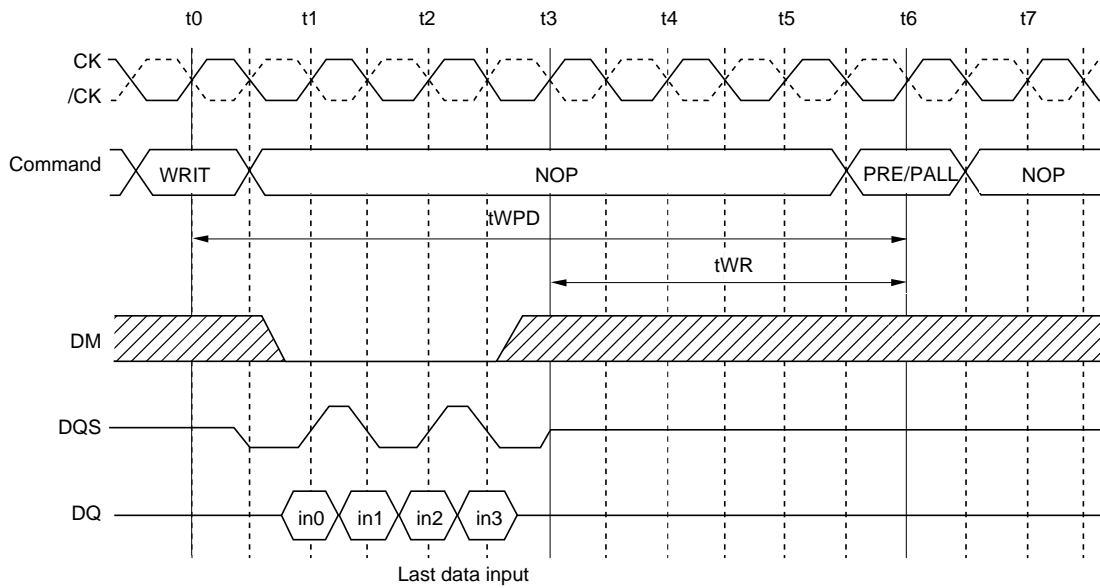 t0 t1 t2 t3 t4 t5 t6 t7
CK
/CK
Command WRIT NOP PRE/PALL NOP
tWPD
tWR
DM
DQS
DQ in0 in1 in2 in3
Last data input